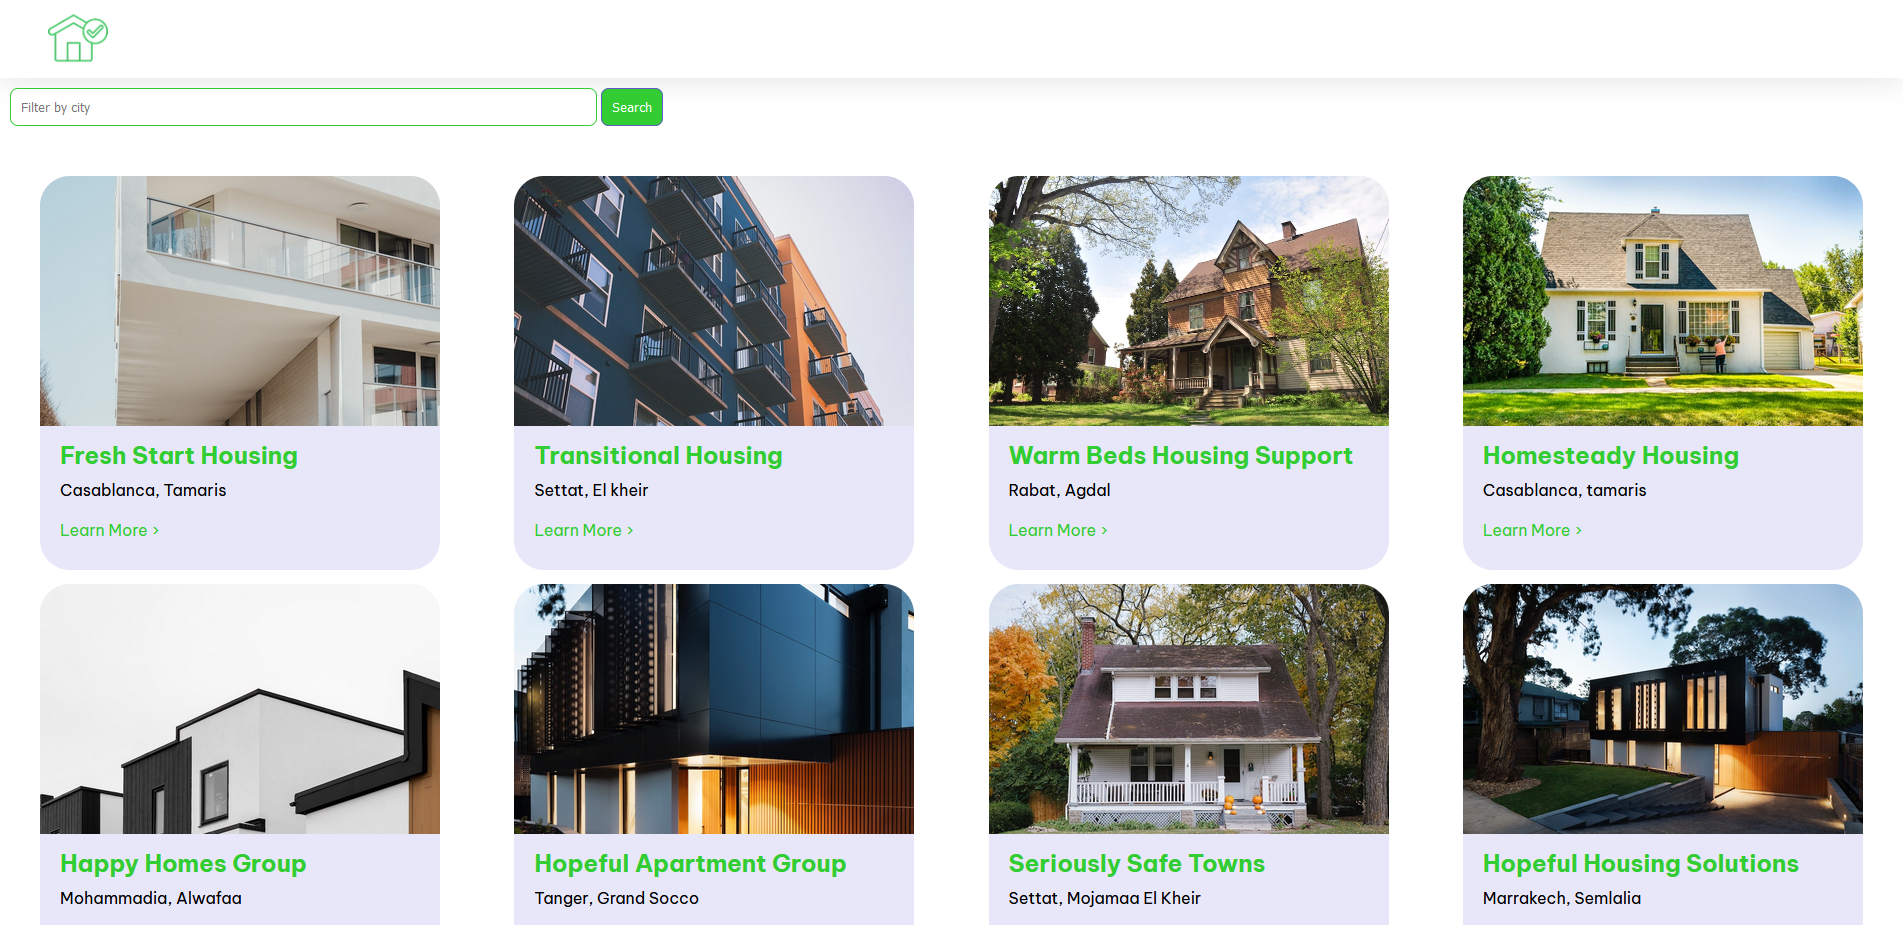 Filter by city
Search
Fresh Start Housing
Casablanca, Tamaris
Learn More >
Transitional Housing
Settat, El kheir
Learn More >
Warm Beds Housing Support
Rabat, Agdal
Learn More >
Homesteady Housing
Casablanca, tamaris
Learn More >
Happy Homes Group
Mohammadia, Alwafaa
Hopeful Apartment Group
Tanger, Grand Socco
Seriously Safe Towns
Settat, Mojamaa El Kheir
Hopeful Housing Solutions
Marrakech, Semlalia